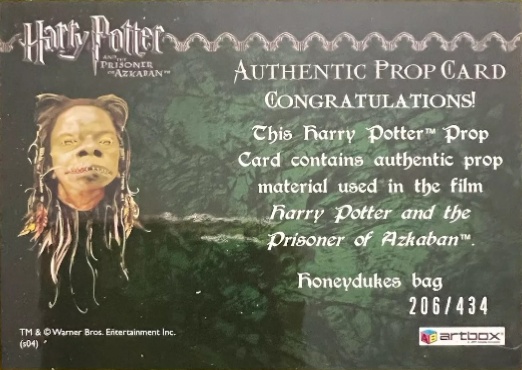 Harry Potter
AND THE
PRISONER
OF AZKABAN™
AUTHENTIC PROP CARD
CONGRATULATIONS!
This Harry Potter™ Prop
Card contains authentic prop
material used in the film
Harry Potter and the
Prisoner of Azkaban™.
Honeydukes bag
206/434
TM & © Warner Bros. Entertainment Inc.
(s04)
artbox